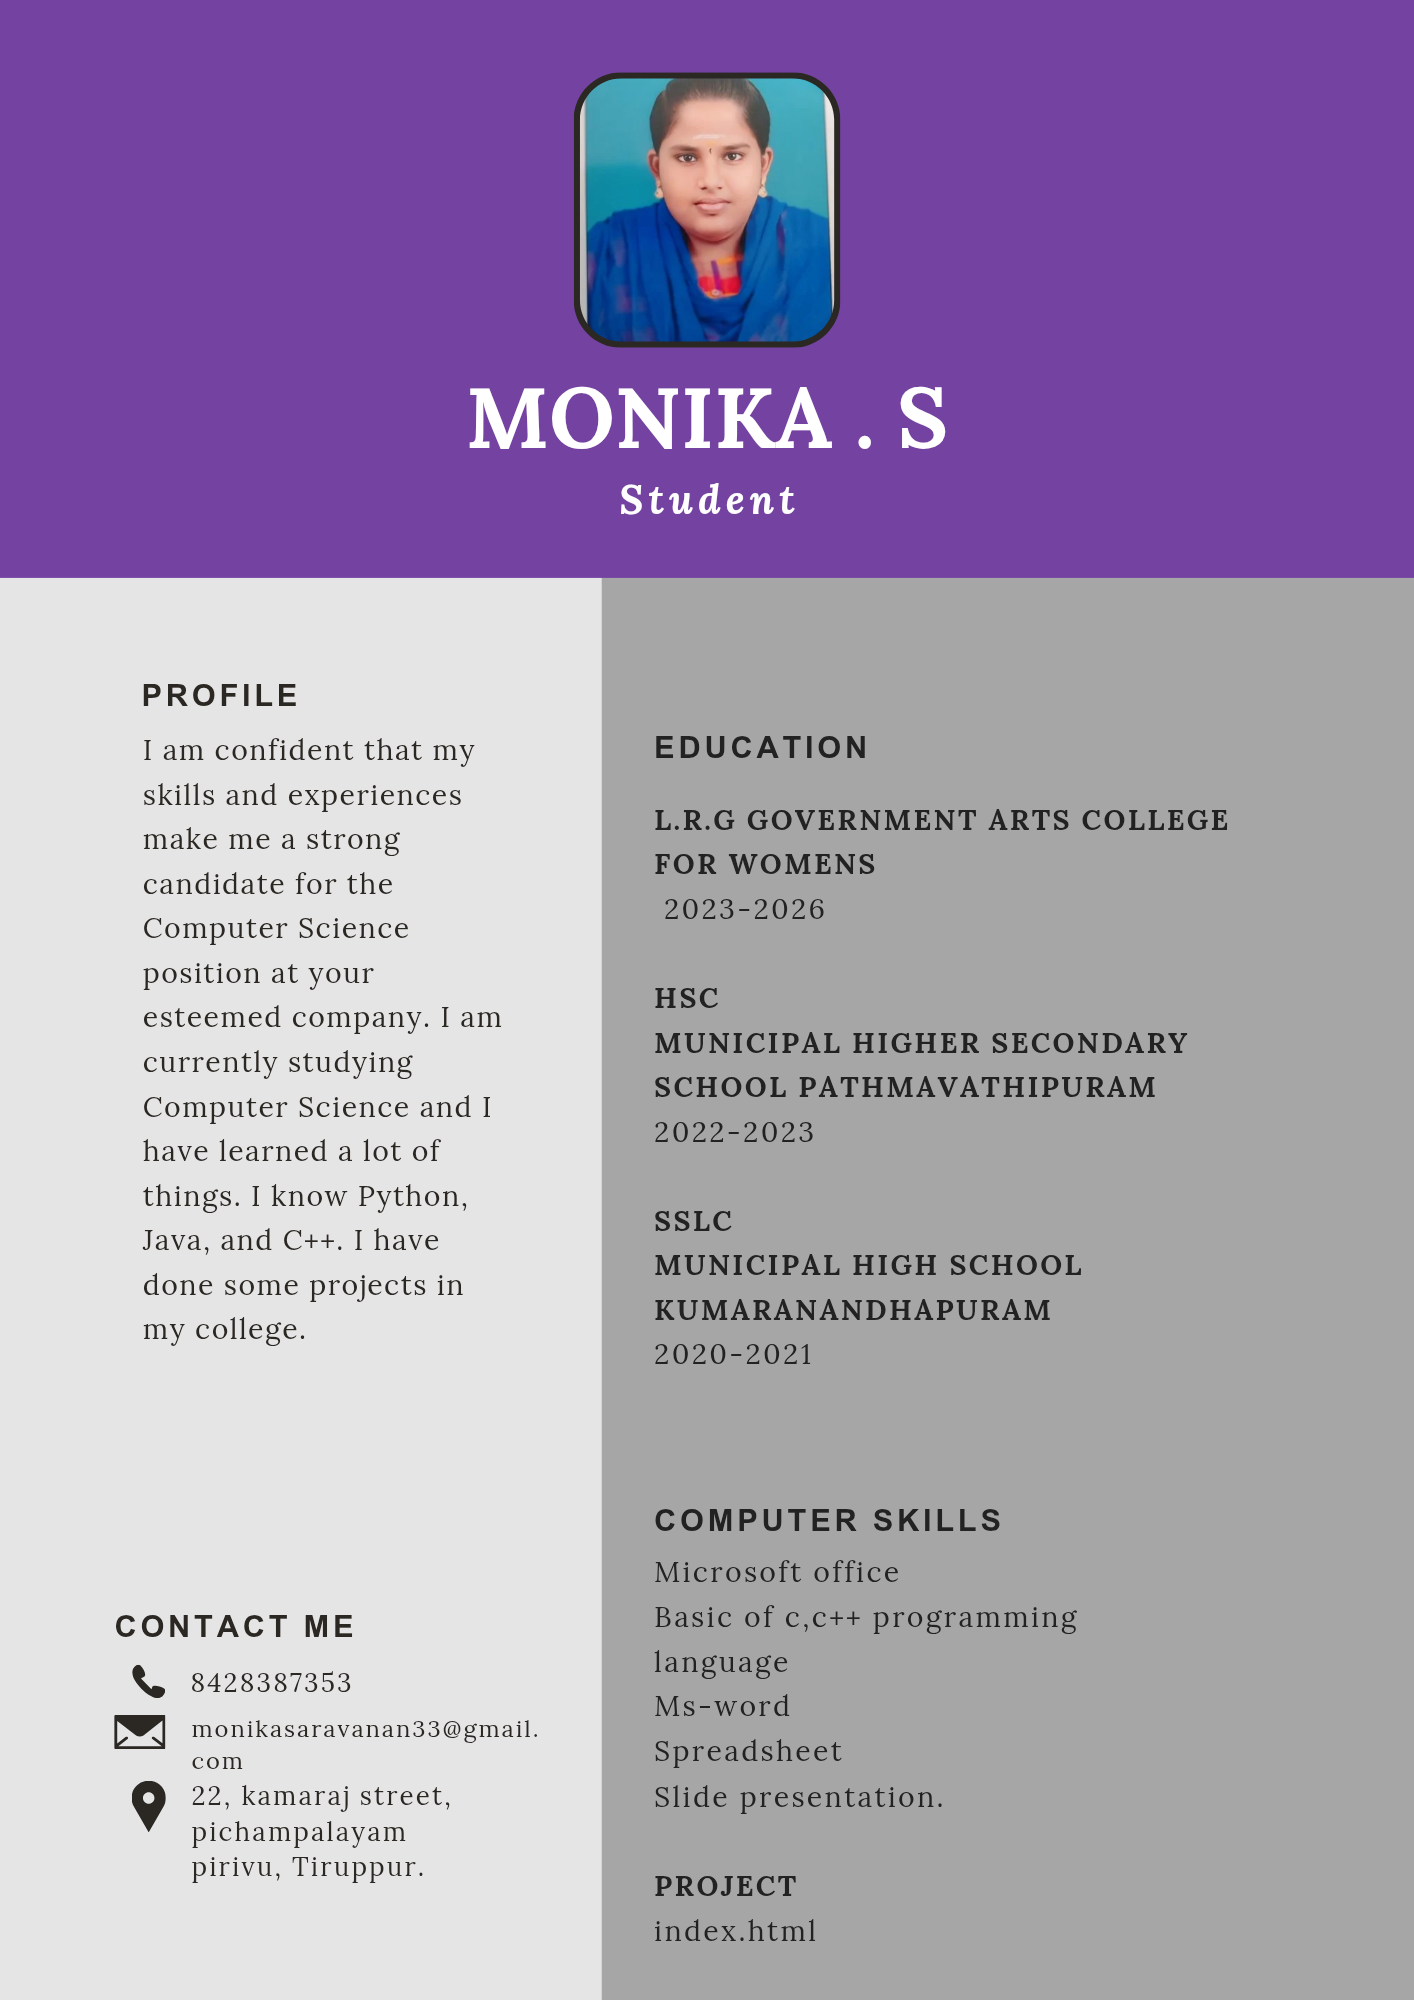 MONIKA . S
Student
PROFILE
I am confident that my
skills and experiences
make me a strong
candidate for the
Computer Science
position at your
esteemed company. I am
currently studying
Computer Science and I
have learned a lot of
things. I know Python,
Java, and C++. I have
done some projects in
my college.
CONTACT ME
8428387353
monikasaravanan33@gmail.
com
22, kamaraj street,
pichampalayam
pirivu, Tiruppur.
EDUCATION
L.R.G GOVERNMENT ARTS COLLEGE
FOR WOMENS
2023-2026
HSC
MUNICIPAL HIGHER SECONDARY
SCHOOL PATHMAVATHIPURAM
2022-2023
SSLC
MUNICIPAL HIGH SCHOOL
KUMARANANDHAPURAM
2020-2021
COMPUTER SKILLS
Microsoft office
Basic of c,c++ programming
language
Ms-word
Spreadsheet
Slide presentation.
PROJECT
index.html